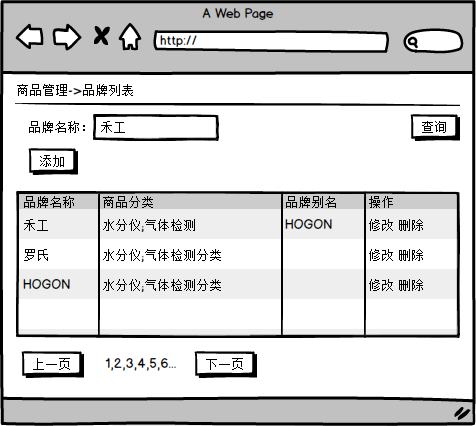 A Web Page
http://
商品管理->品牌列表
品牌名称： 禾工 查询
添加
品牌名称 商品分类 品牌别名 操作
禾工 水分仪;气体检测 HOGON 修改 删除
罗氏 水分仪;气体检测分类 修改 删除
HOGON 水分仪;气体检测分类 修改 删除
上一页 1,2,3,4,5,6... 下一页